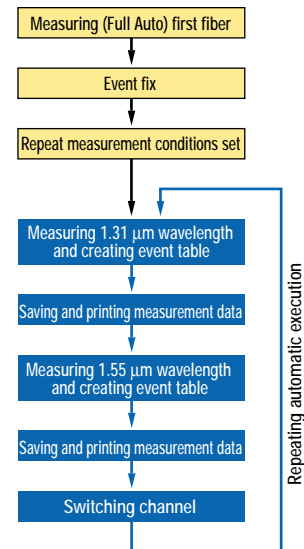 Measuring (Full Auto) first fiber
Event fix
Repeat measurement conditions set
Measuring 1.31 μm wavelength
and creating event table
Saving and printing measurement data
Measuring 1.55 μm wavelength
and creating event table
Saving and printing measurement data
Switching channel
Repeating automatic execution